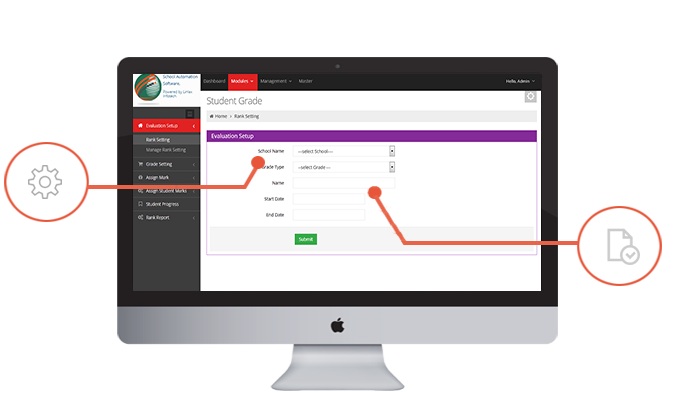 School Automation
Software.
Powered by Limax
Infotech.
Dashboard Modules Management Master
Hello, Admin
Student Grade
Home > Rank Setting
Evaluation Setup
Rank Setting
Manage Rank Setting
Grade Setting
Assign Mark
Assign Student Marks
Student Progress
Rank Report
Evaluation Setup
School Name ---select School---
Grade Type --select Grade---
Name
Start Date
End Date
Submit